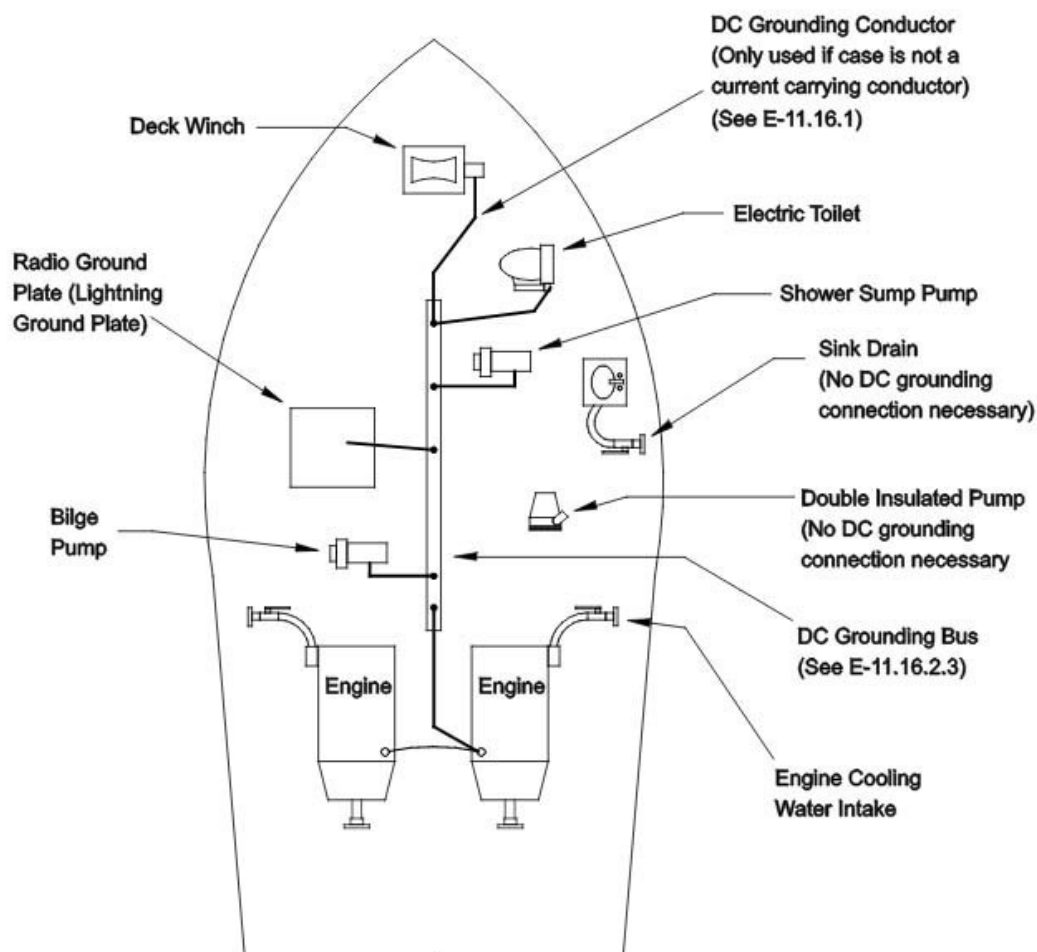 DC Grounding Conductor
(Only used if case is not a
current carrying conductor)
(See E-11.16.1)
Deck Winch
Electric Toilet
Radio Ground
Plate (Lightning
Ground Plate)
Shower Sump Pump
Sink Drain
(No DC grounding
connection necessary)
Double Insulated Pump
(No DC grounding
connection necessary
Bilge
Pump
DC Grounding Bus
(See E-11.16.2.3)
Engine
Engine
Engine Cooling
Water Intake